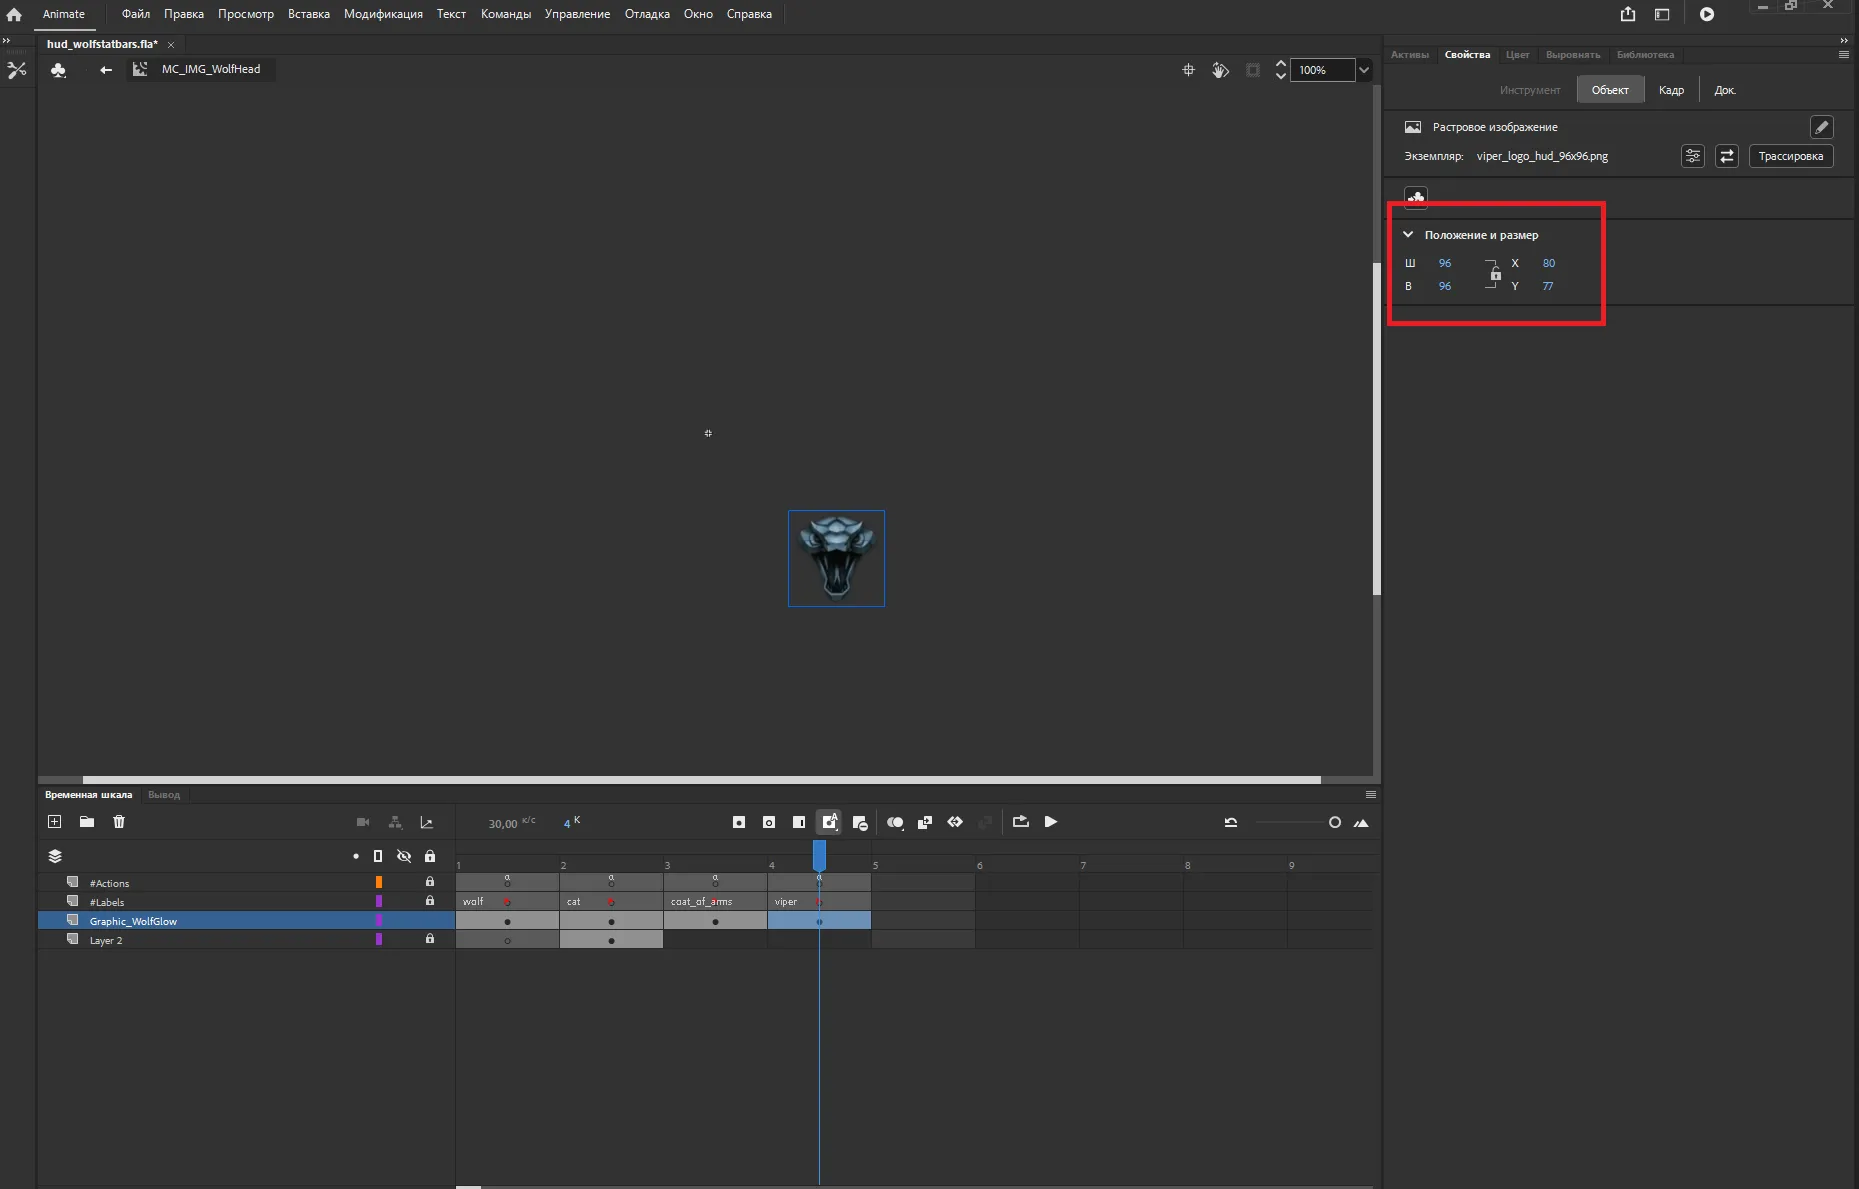 Animate Файл Правка Просмотр Вставка Модификация Текст Команды Управление Отладка Окно Справка
hud_wolfstatbars.fla*
MC_IMG_WolfHead
100%
Активы Свойства Цвет Выровнять Библиотека
Инструмент Объект Кадр Док.
Растровое изображение
Экземпляр: viper_logo_hud_96x96.png Трассировка
Положение и размер
Ш 96 X 80
В 96 Y 77
Временная шкала Вывод
30,00 К/С 4 К
1 2 3 4 5 6 7 8 9
#Actions
#Labels wolf cat coat_of_arms viper
Graphic_WolfGlow
Layer 2